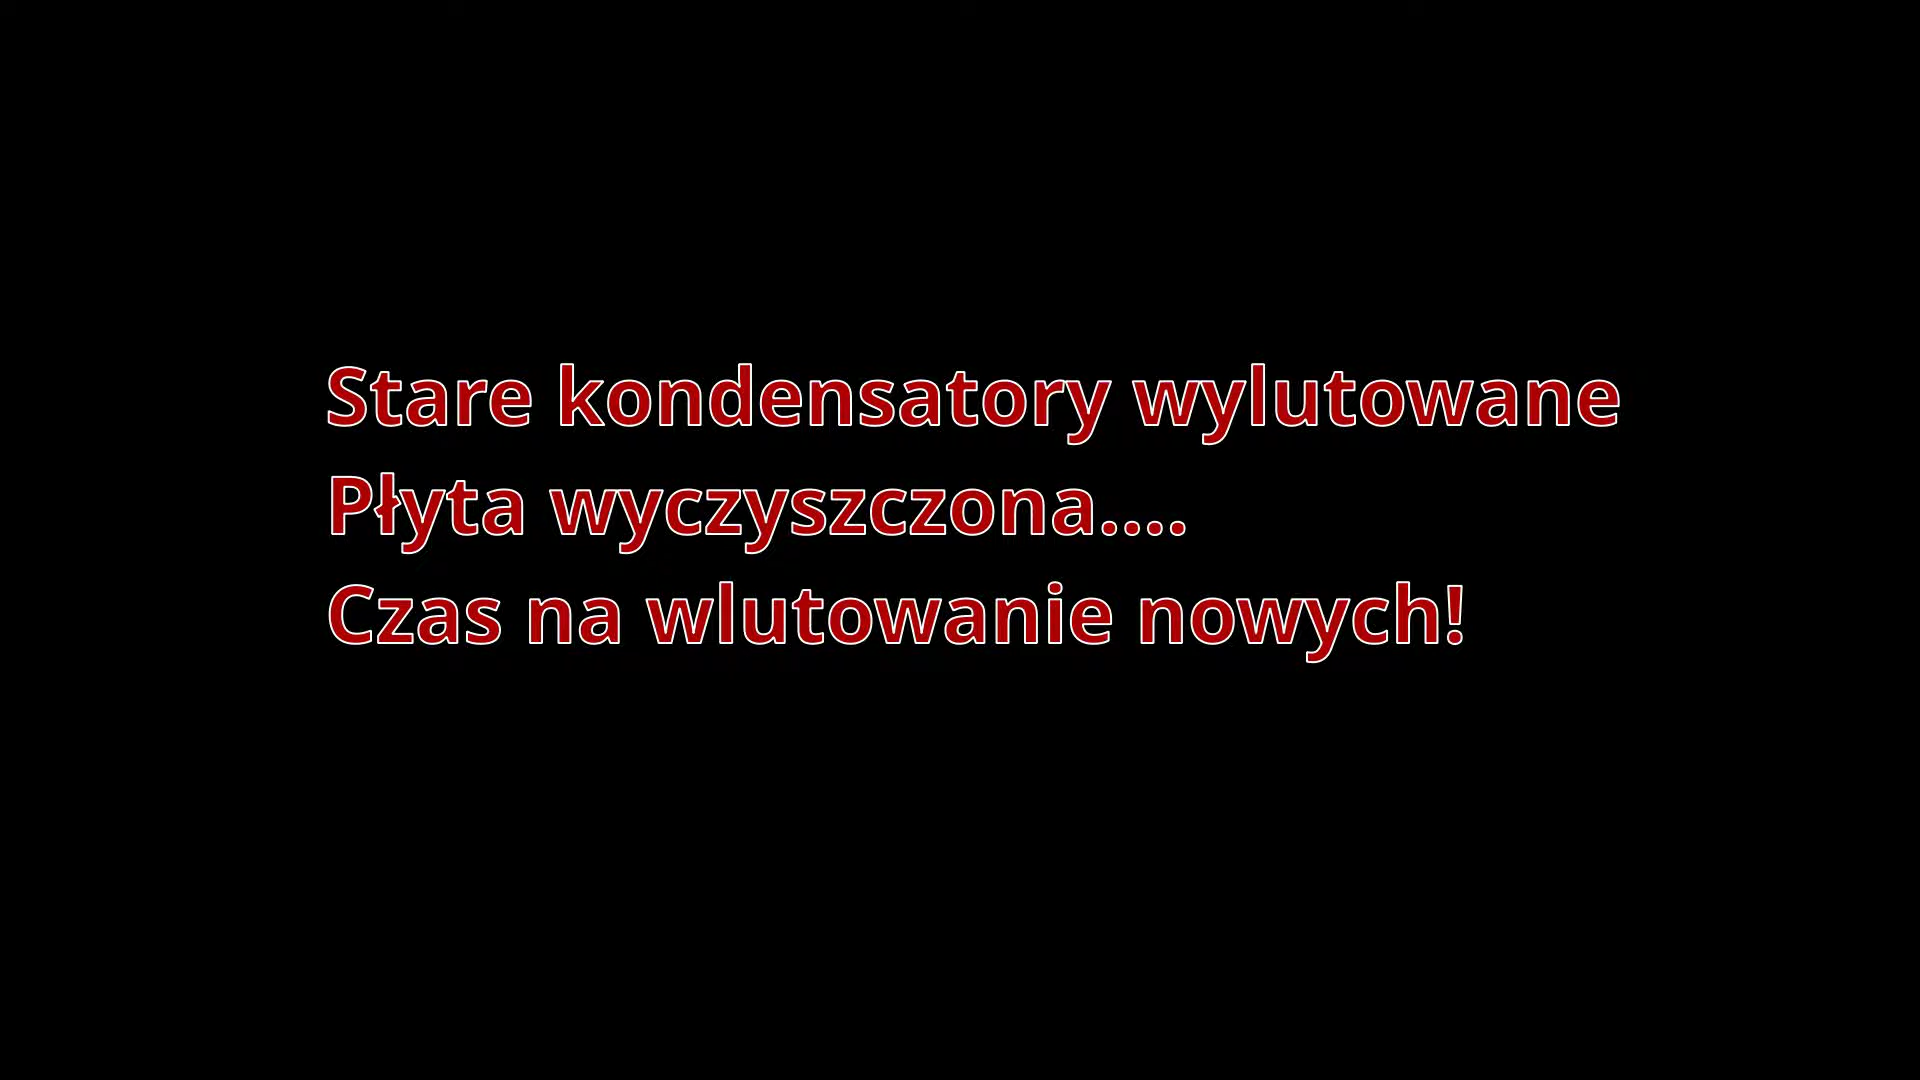 Stare kondensatory wylutowane
Płyta wyczyszczona....
Czas na wlutowanie nowych!